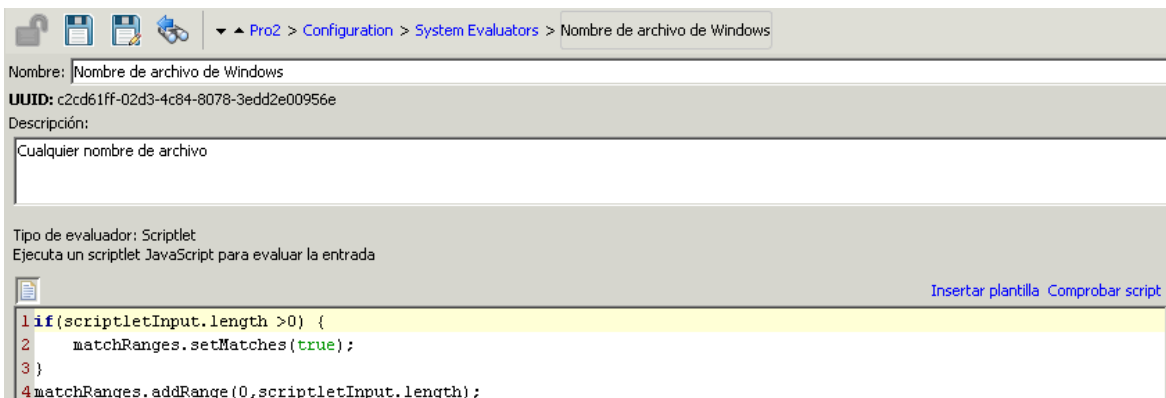 Pro2 > Configuration > System Evaluators > Nombre de archivo de Windows
Nombre: Nombre de archivo de Windows
UUID: c2cd61ff-02d3-4c84-8078-3edd2e00956e
Descripción:
Cualquier nombre de archivo
Tipo de evaluador: Scriptlet
Ejecuta un scriptlet JavaScript para evaluar la entrada
Insertar plantilla Comprobar script
1 if(scriptletInput.length >0) {
2 matchRanges.setMatches(true);
3 }
4 matchRanges.addRange(0,scriptletInput.length);